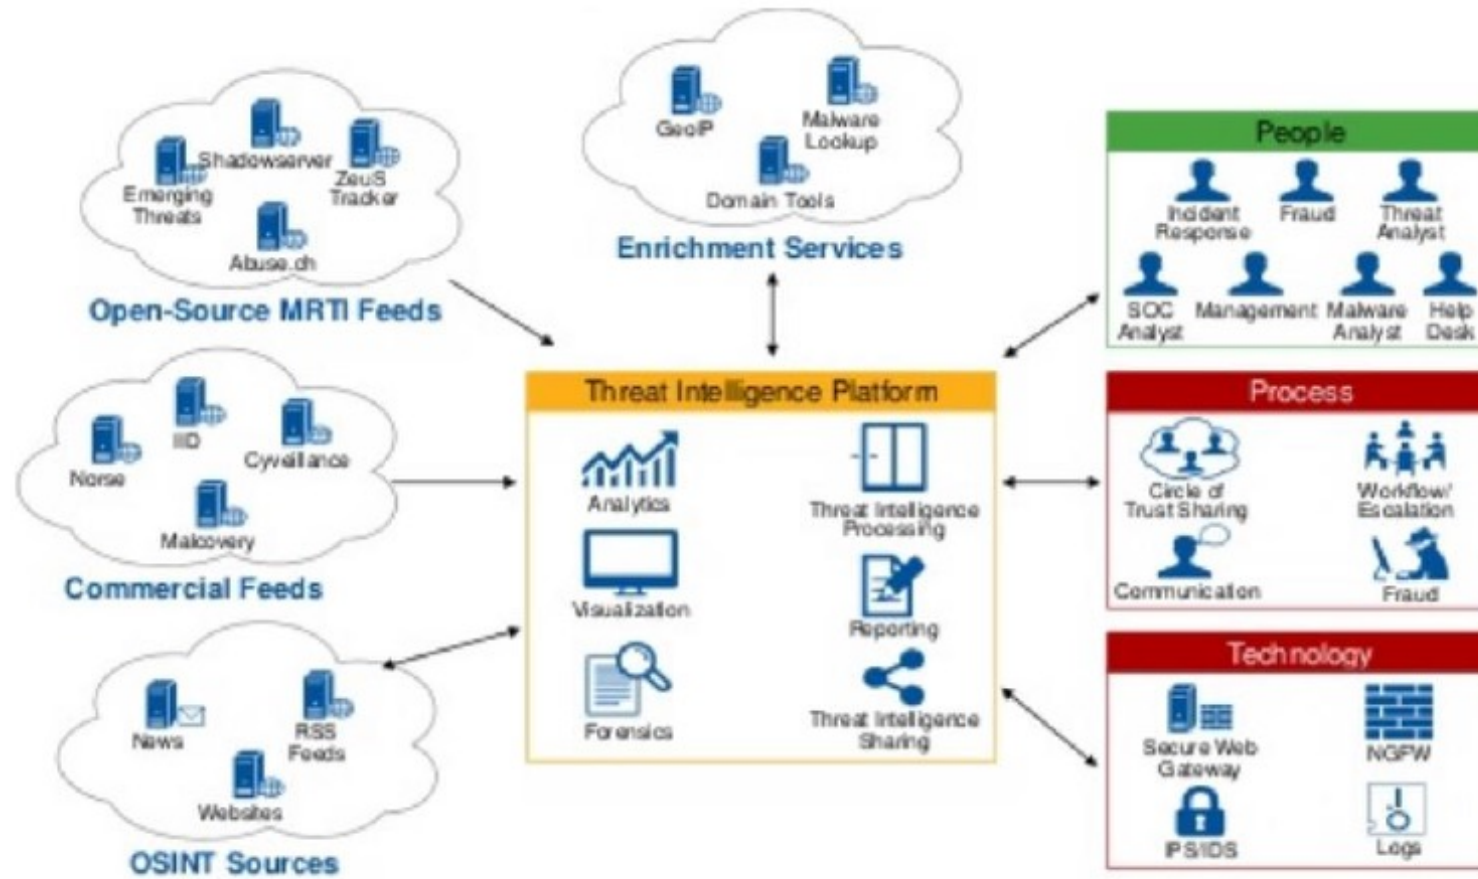 Shadowserver
ZeuS
Tracker
Emerging
Threats
Abuse.ch
Open-Source MRTI Feeds
GeoIP
Malware
Lookup
Domain Tools
Enrichment Services
People
Incident
Response
Fraud
Threat
Analyst
SOC
Analyst
Management
Malware
Analyst
Help
Desk
IID
Norse
Cyveillance
Malcovery
Commercial Feeds
Threat Intelligence Platform
Analytics
Threat Intelligence
Processing
Visualization
Reporting
Forensics
Threat Intelligence
Sharing
Process
Circle of
Trust Sharing
Workflow/
Escalation
Communication
Fraud
News
RSS
Feeds
Websites
OSINT Sources
Technology
Secure Web
Gateway
NGFW
IPS/IDS
Logs